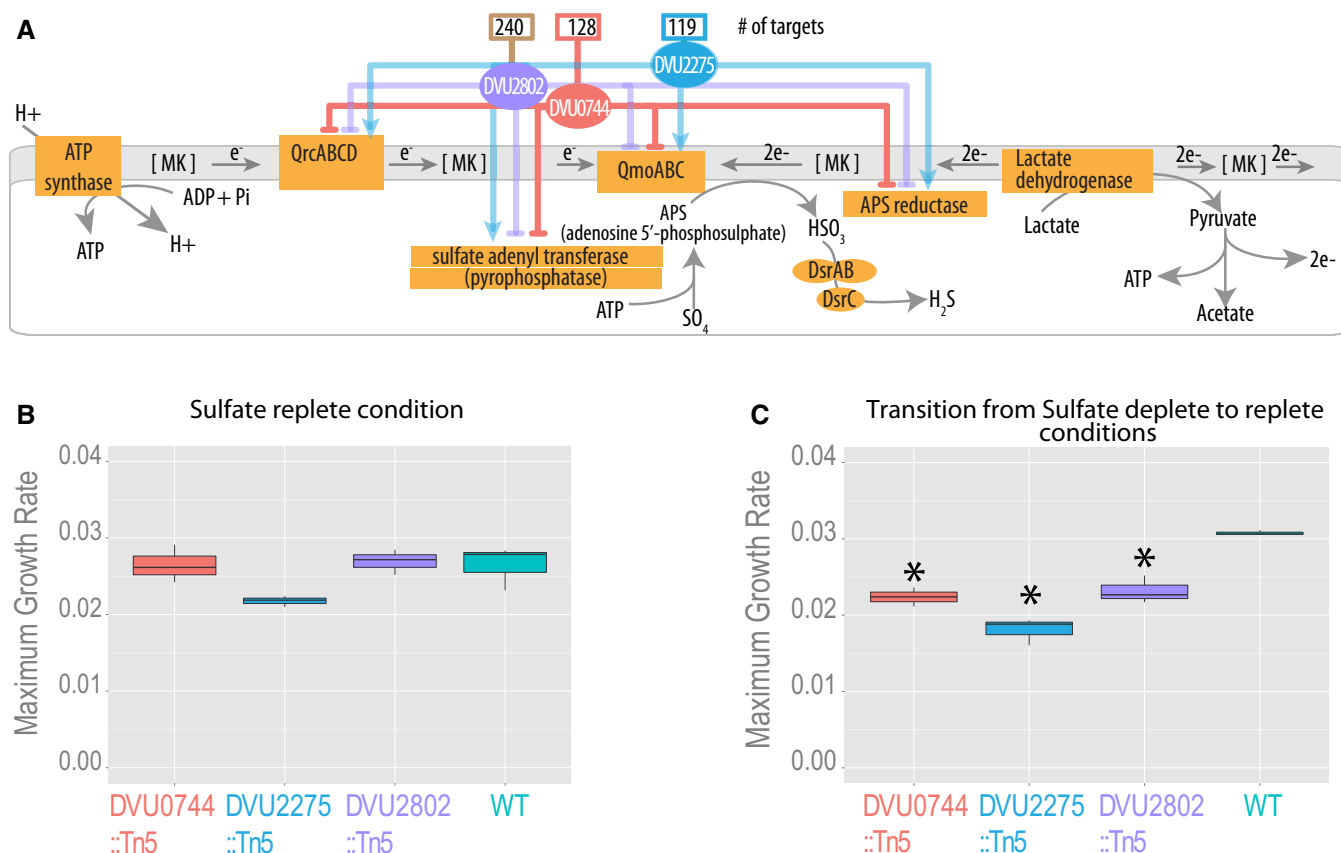 A
240
128
119
# of targets
DVU2275
DVU2802
DVU0744
H+
ATP
synthase
[ MK ]
e-
QrcABCD
e-
[ MK ]
e-
QmoABC
2e-
[ MK ]
2e-
Lactate
dehydrogenase
2e-
[ MK ]
2e-
ADP + Pi
ATP
H+
APS
(adenosine 5'-phosphosulphate)
HSO3
APS reductase
Lactate
Pyruvate
sulfate adenyl transferase
(pyrophosphatase)
DsrAB
DsrC
ATP
SO4
H2S
ATP
2e-
Acetate
B
Sulfate replete condition
Maximum Growth Rate
0.04
0.03
0.02
0.01
0.00
DVU0744
::Tn5
DVU2275
::Tn5
DVU2802
::Tn5
WT
C
Transition from Sulfate deplete to replete
conditions
Maximum Growth Rate
0.04
0.03
0.02
0.01
0.00
*
*
*
DVU0744
::Tn5
DVU2275
::Tn5
DVU2802
::Tn5
WT